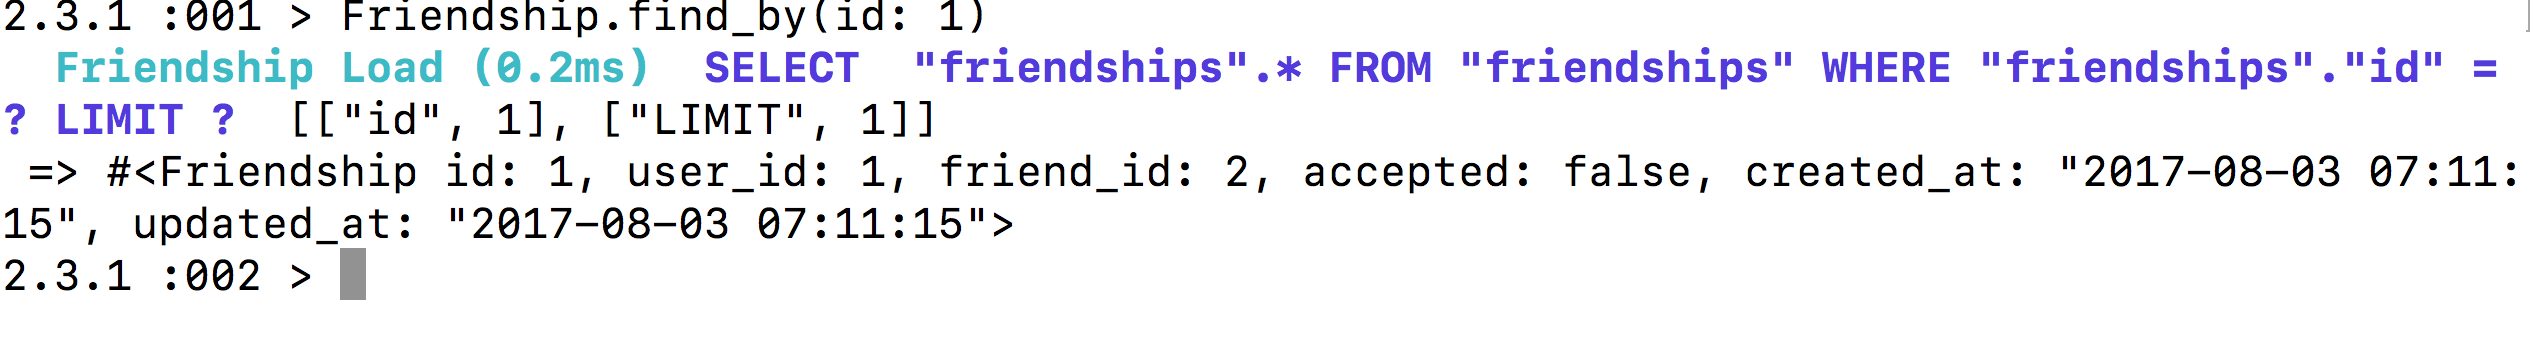 2.3.1 :001 > Friendship.find_by(id: 1)
  Friendship Load (0.2ms)  SELECT  "friendships".* FROM "friendships" WHERE "friendships"."id" =
? LIMIT ?  [["id", 1], ["LIMIT", 1]]
 => #<Friendship id: 1, user_id: 1, friend_id: 2, accepted: false, created_at: "2017-08-03 07:11:
15", updated_at: "2017-08-03 07:11:15">
2.3.1 :002 >